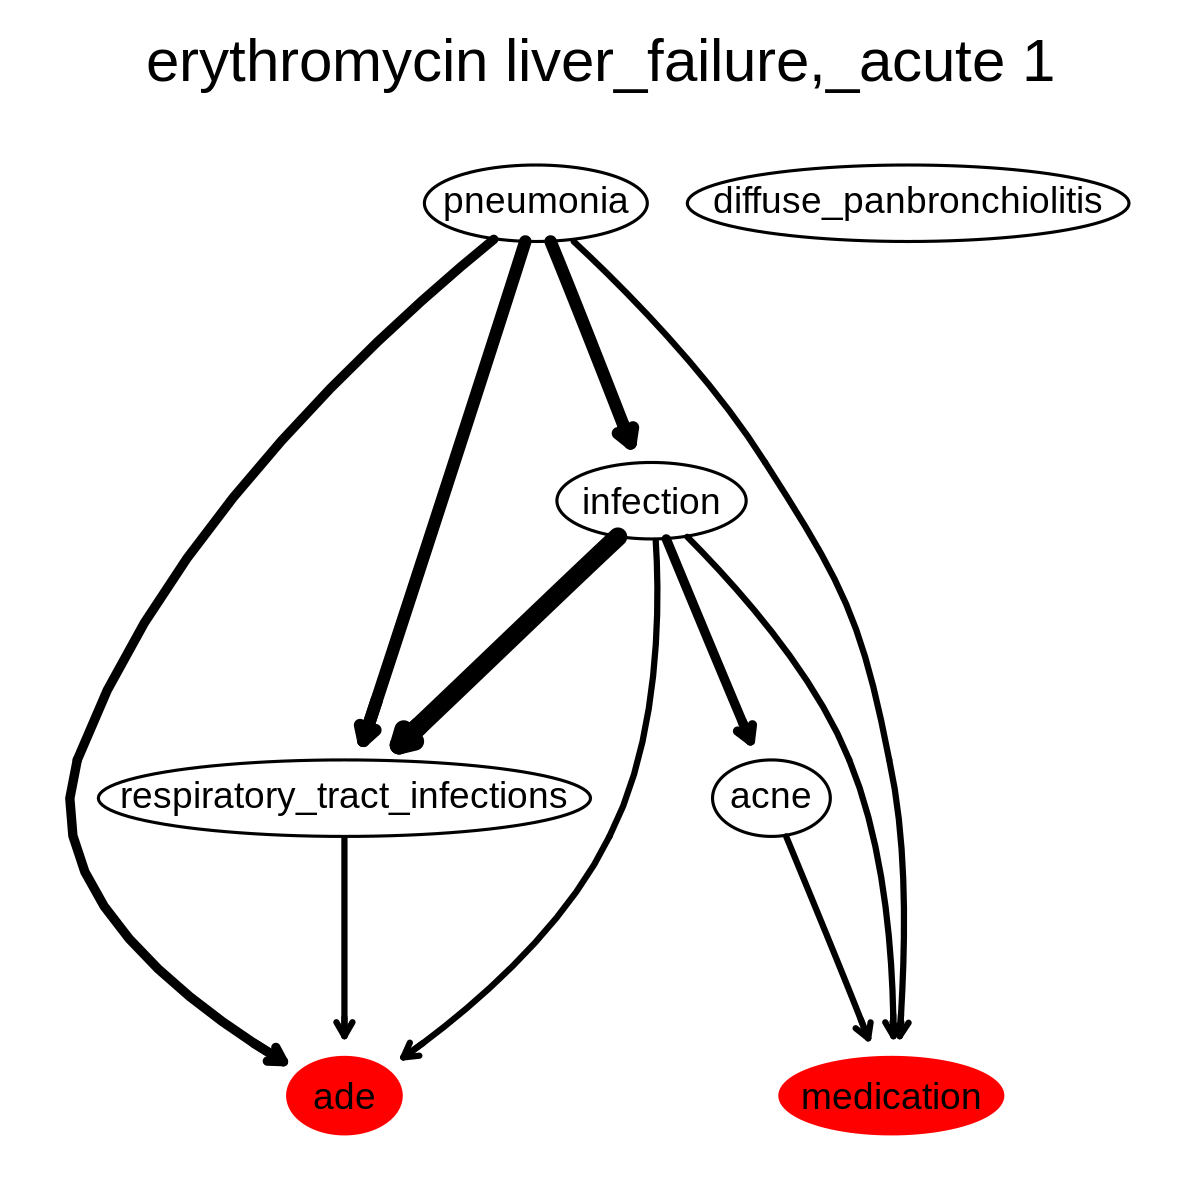 erythromycin liver_failure,_acute 1
pneumonia
diffuse_panbronchiolitis
infection
respiratory_tract_infections
acne
ade
medication